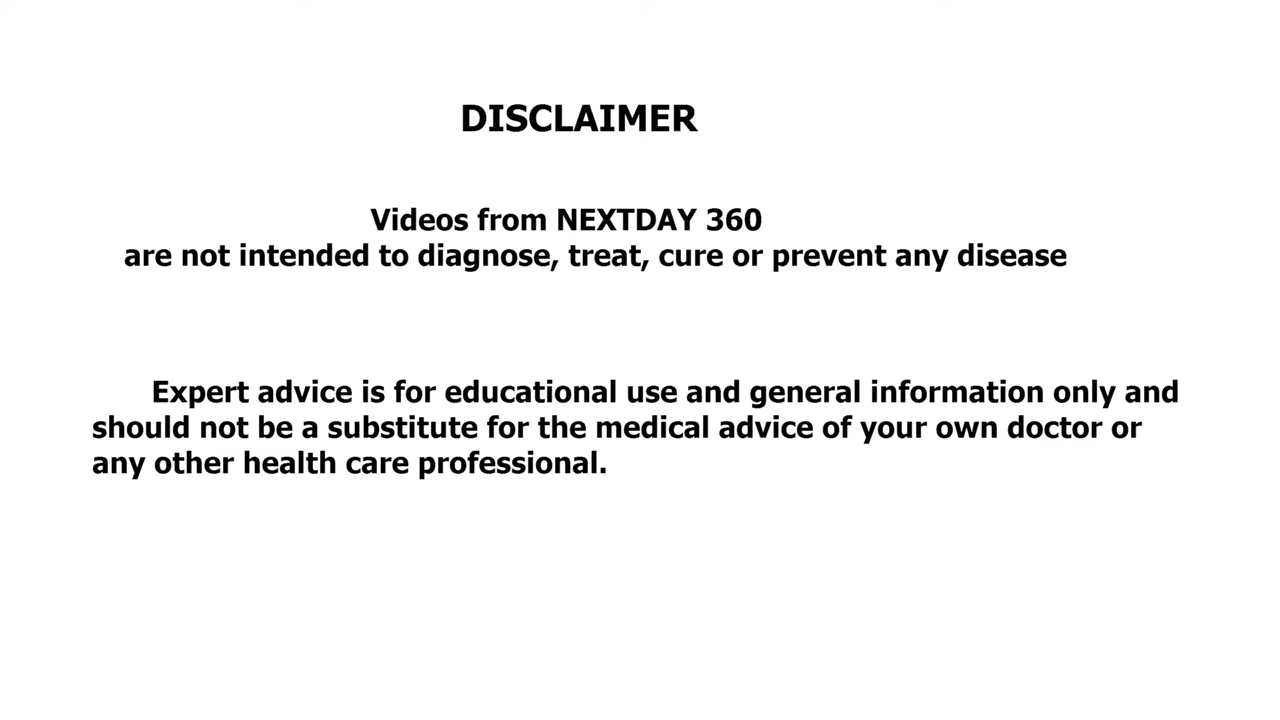 DISCLAIMER
Videos from NEXTDAY 360
are not intended to diagnose, treat, cure or prevent any disease
Expert advice is for educational use and general information only and
should not be a substitute for the medical advice of your own doctor or
any other health care professional.